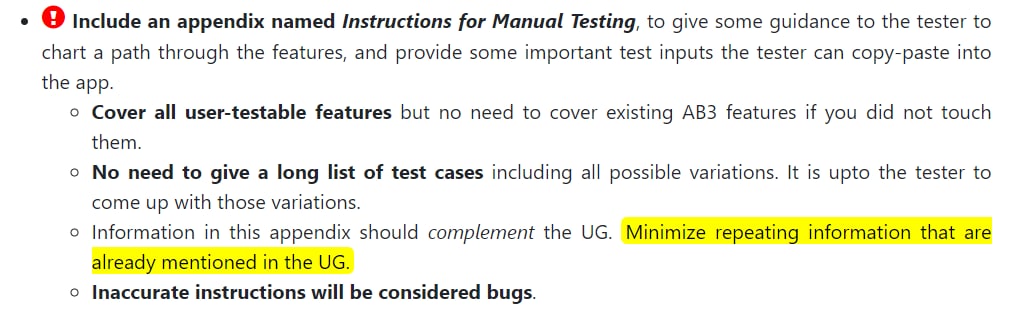 • ! Include an appendix named Instructions for Manual Testing, to give some guidance to the tester to
chart a path through the features, and provide some important test inputs the tester can copy-paste into
the app.
◦ Cover all user-testable features but no need to cover existing AB3 features if you did not touch
them.
◦ No need to give a long list of test cases including all possible variations. It is upto the tester to
come up with those variations.
◦ Information in this appendix should complement the UG. Minimize repeating information that are
already mentioned in the UG.
◦ Inaccurate instructions will be considered bugs.